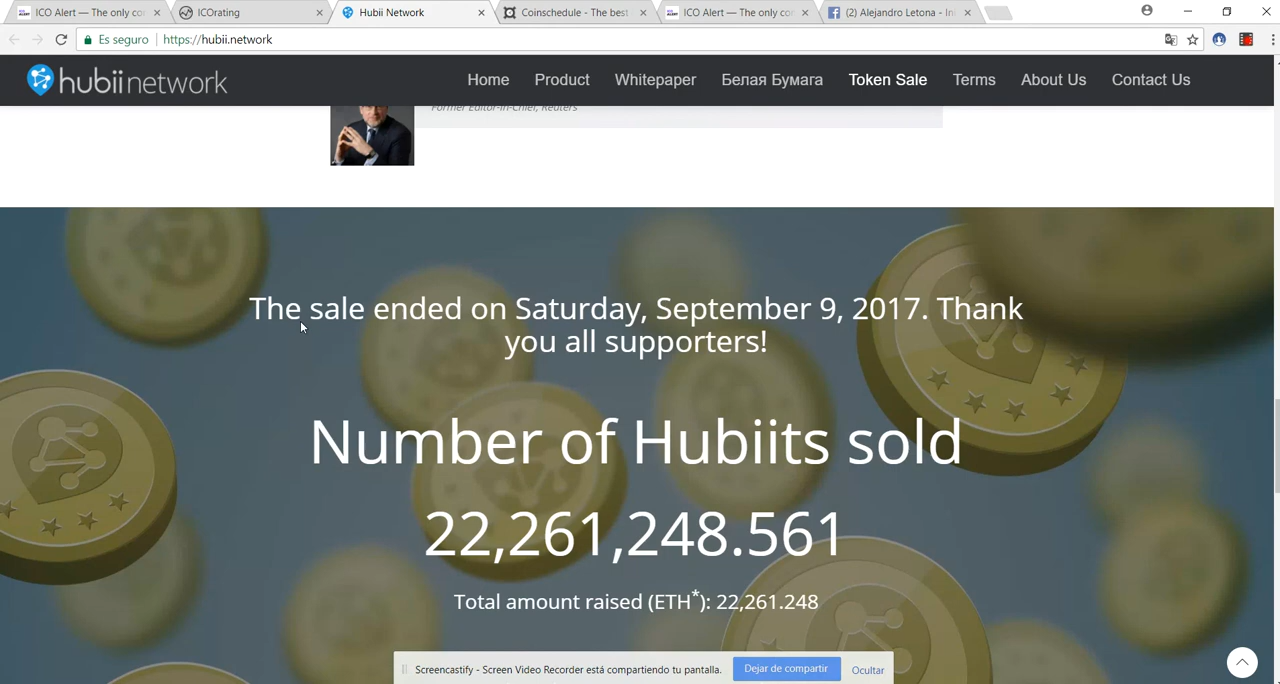 ICO Alert — The only co
ICOrating
Hubii Network
Coinschedule - The best
ICO Alert — The only co
(2) Alejandro Letona - Ini
Es seguro https://hubii.network
hubii network
Home Product Whitepaper Белая Бумага Token Sale Terms About Us Contact Us
Former Editor-in-Chief, Reuters
The sale ended on Saturday, September 9, 2017. Thank
you all supporters!
Number of Hubiits sold
22,261,248.561
Total amount raised (ETH*): 22,261.248
Screencastify - Screen Video Recorder está compartiendo tu pantalla. Dejar de compartir Ocultar